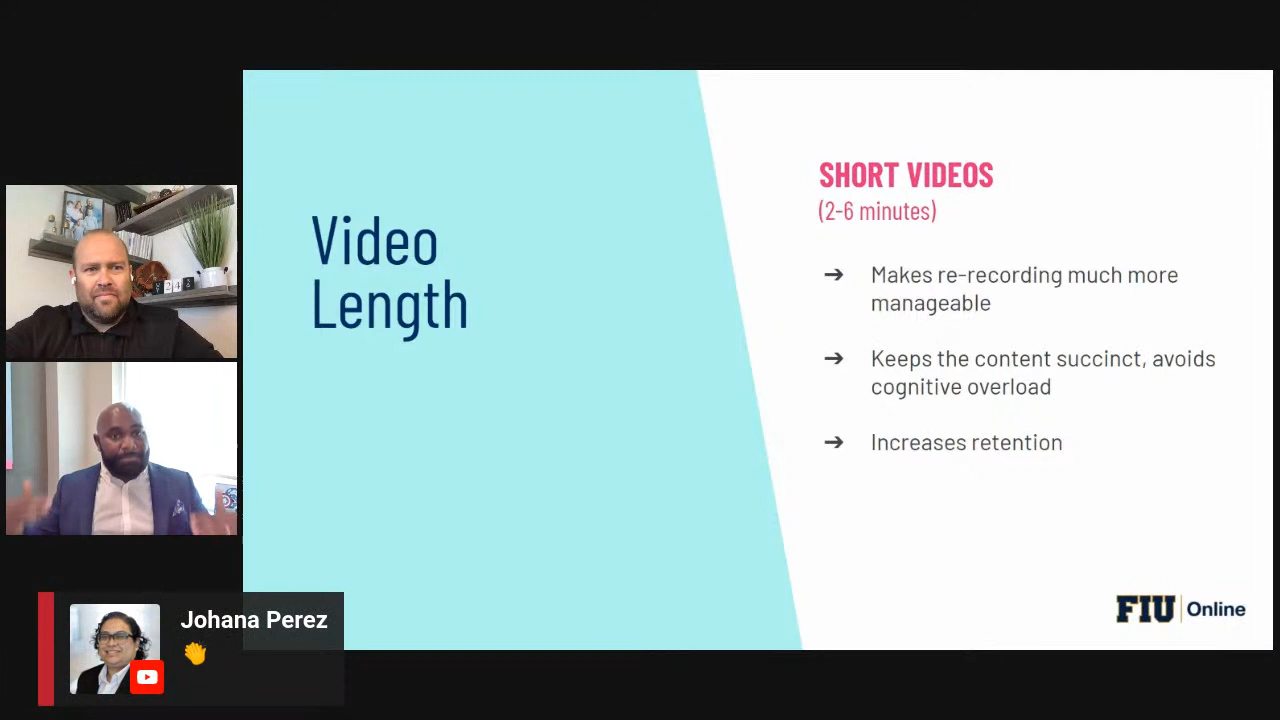 Video
Length
SHORT VIDEOS
(2-6 minutes)
➔ Makes re-recording much more
manageable
➔ Keeps the content succinct, avoids
cognitive overload
➔ Increases retention
FIU | Online
Johana Perez
👏